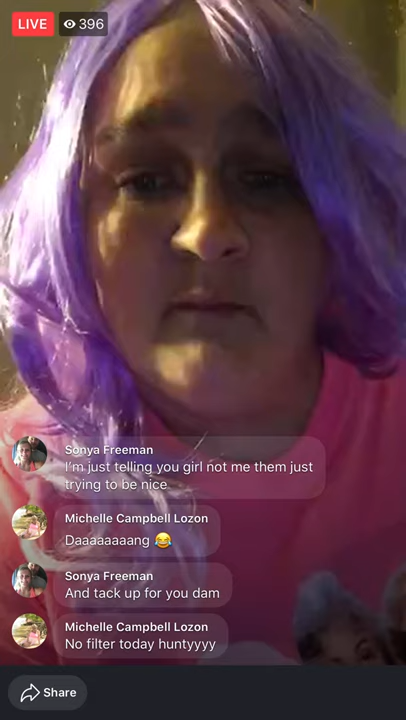 LIVE 396
Sonya Freeman
I'm just telling you girl not me them just
trying to be nice
Michelle Campbell Lozon
Daaaaaaaang 😂
Sonya Freeman
And tack up for you dam
Michelle Campbell Lozon
No filter today huntyyyy
Share